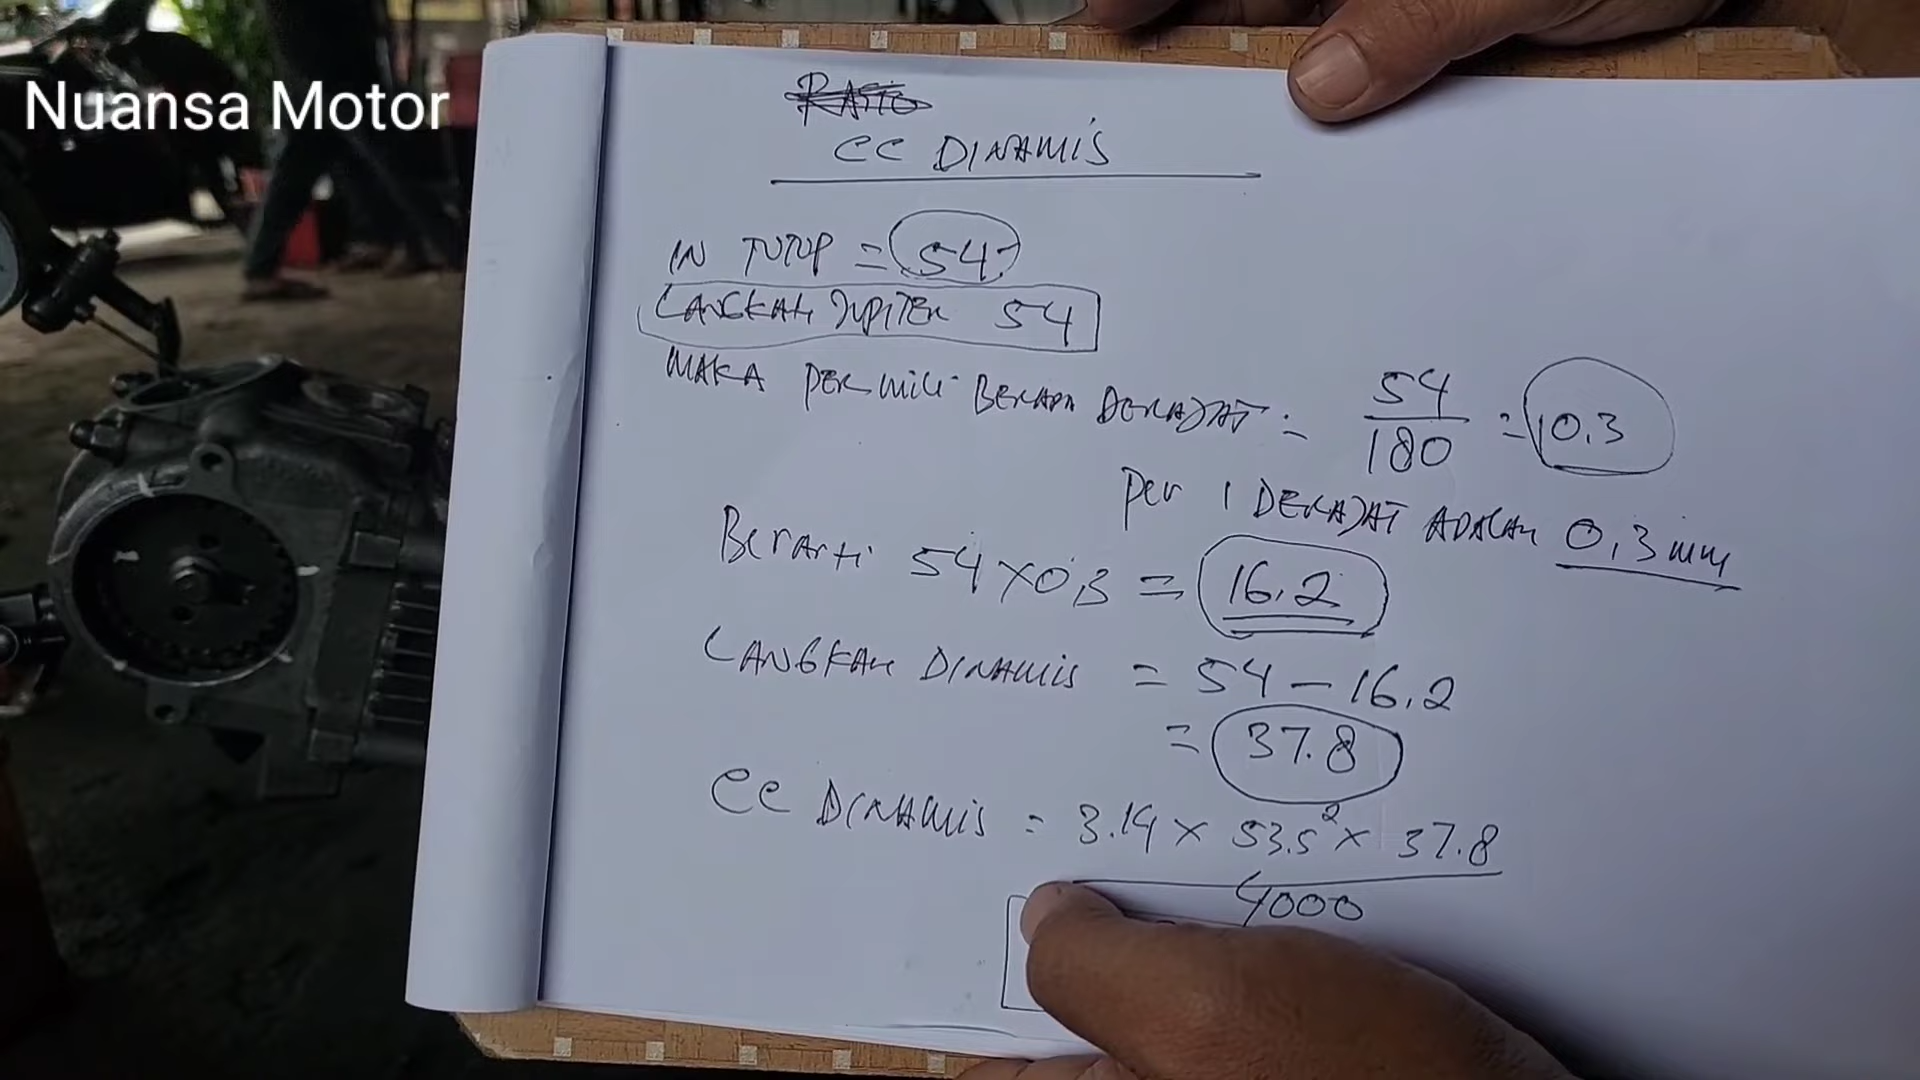 Nuansa Motor
RATIO
CC DINAMIS
IN TUTUP = 54
LANGKAH JUPITER 54
MAKA PER MILI BERAPA DERAJAT = 54/180 = 0.3
Per 1 DERAJAT ADALAH 0,3 mm
Berarti 54 x 0,3 = 16.2
LANGKAH DINAMIS = 54 - 16.2
= 37.8
CC DINAMIS = 3.14 x 53.5² x 37.8
4000